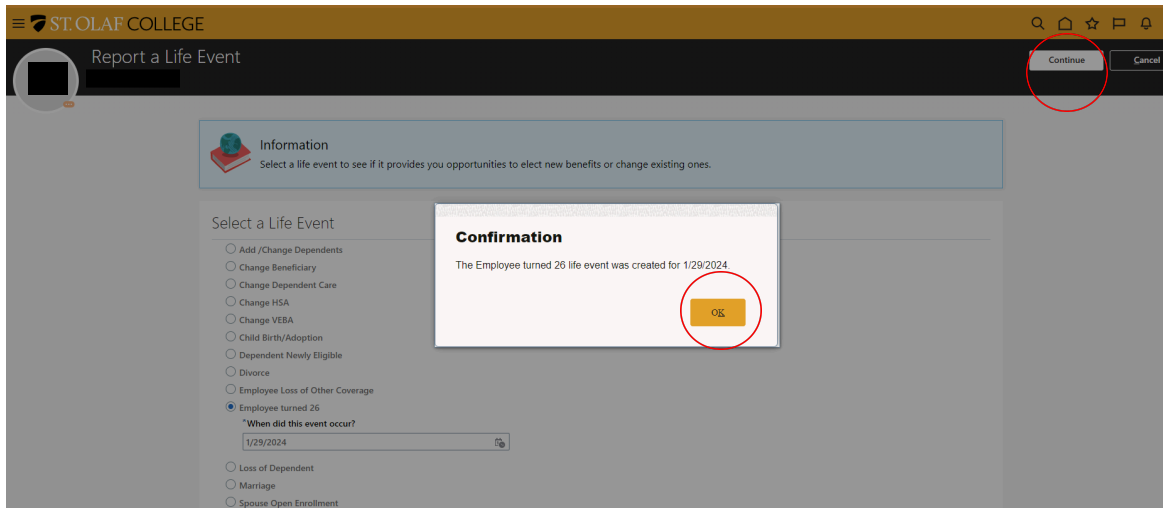 ST. OLAF COLLEGE
Report a Life Event
Continue
Cancel
Information
Select a life event to see if it provides you opportunities to elect new benefits or change existing ones.
Select a Life Event
Add /Change Dependents
Change Beneficiary
Change Dependent Care
Change HSA
Change VEBA
Child Birth/Adoption
Dependent Newly Eligible
Divorce
Employee Loss of Other Coverage
Employee turned 26
*When did this event occur?
1/29/2024
Loss of Dependent
Marriage
Spouse Open Enrollment
Confirmation
The Employee turned 26 life event was created for 1/29/2024.
OK